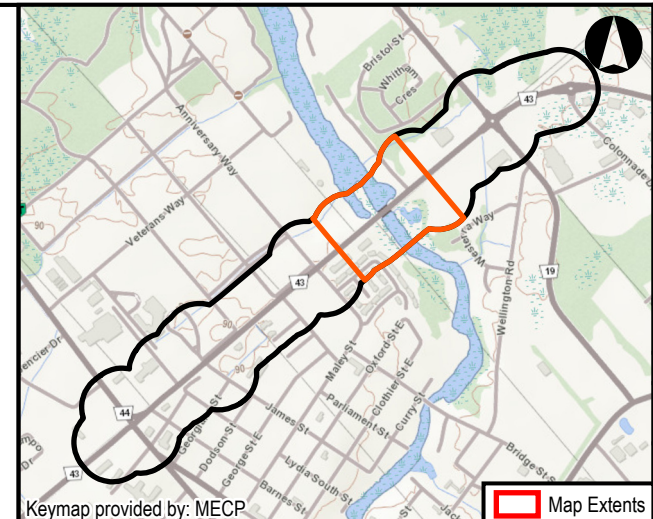 Bristol St
Whitham
Cres
43
Anniversary Way
Colonnade D
Veterans Way
90
Westerra Way
Wellington Rd
43
19
90
encier Dr
Maley St
Oxford St E
Clothier St E
Curry St
Parliament St
44
George St
James St
Dodson St
George St E
Bridge St S
Lydia South St
43
Barnes St
Keymap provided by: MECP
Map Extents